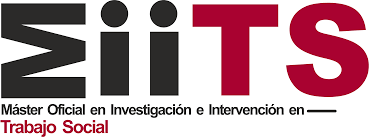 MiiTS
Máster Oficial en Investigación e Intervención en
Trabajo Social